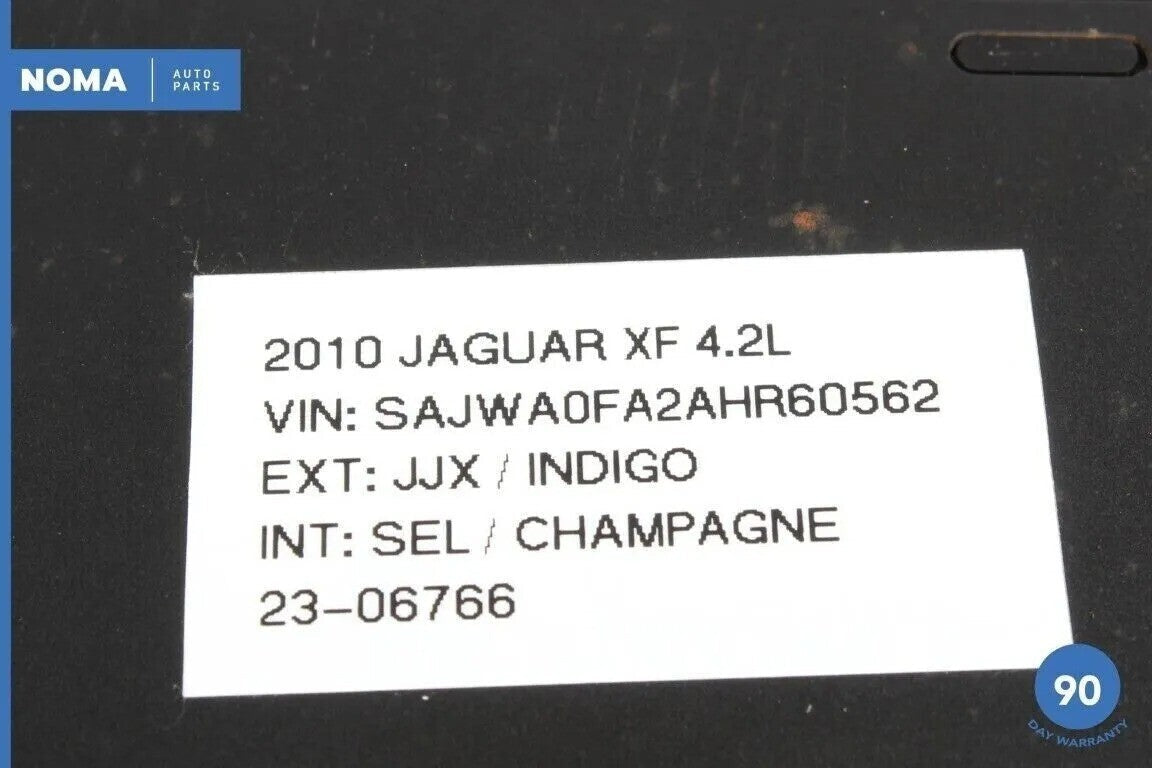 NOMA AUTO PARTS
2010 JAGUAR XF 4.2L
VIN: SAJWA0FA2AHR60562
EXT: JJX / INDIGO
INT: SEL / CHAMPAGNE
23-06766
90
DAY WARRANTY